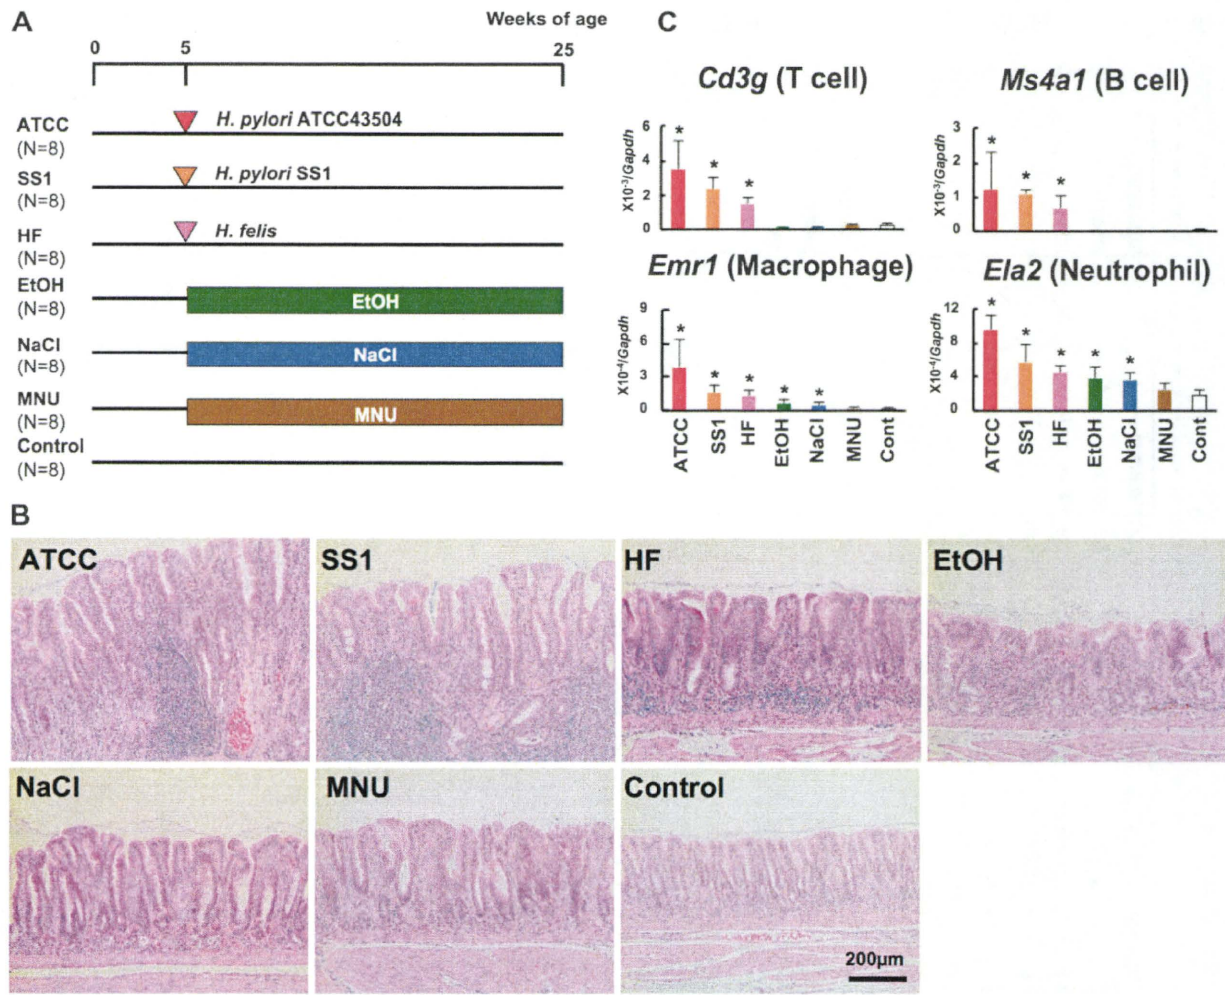 A
Weeks of age
0 5 25
ATCC
(N=8)
H. pylori ATCC43504
SS1
(N=8)
H. pylori SS1
HF
(N=8)
H. felis
EtOH
(N=8)
EtOH
NaCl
(N=8)
NaCl
MNU
(N=8)
MNU
Control
(N=8)
C
Cd3g (T cell)
X10-3/Gapdh
6
4
2
0
* * *
Ms4a1 (B cell)
X10-3/Gapdh
3
2
1
0
* * *
Emr1 (Macrophage)
X10-4/Gapdh
9
6
3
0
* * * * *
ATCC SS1 HF EtOH NaCl MNU Cont
Ela2 (Neutrophil)
X10-4/Gapdh
12
8
4
0
* * * * *
ATCC SS1 HF EtOH NaCl MNU Cont
B
ATCC SS1 HF EtOH
NaCl MNU Control
200μm